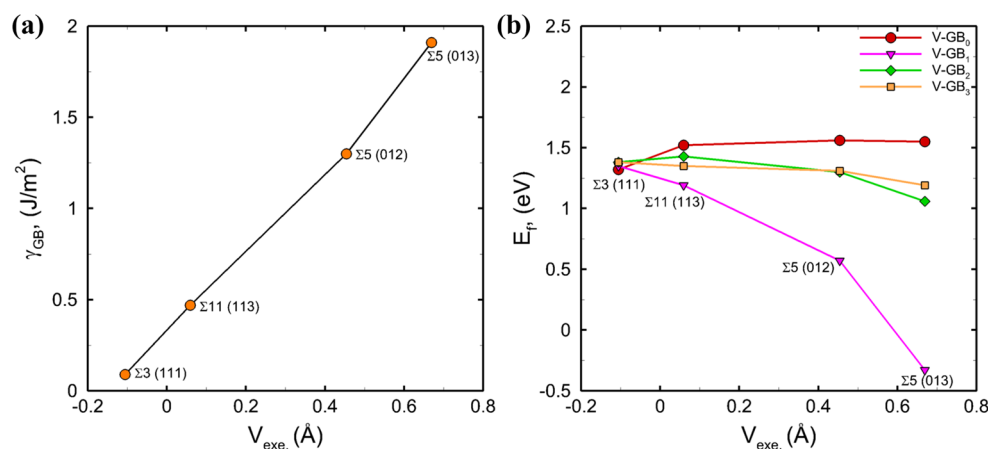 (a)
2
1.5
1
0.5
0
γGB, (J/m²)
Σ5 (013)
Σ5 (012)
Σ11 (113)
Σ3 (111)
-0.2 0 0.2 0.4 0.6 0.8
Vexe. (Å)
(b)
2.5
2
1.5
1
0.5
0
-0.5
Ef, (eV)
V-GB₀
V-GB₁
V-GB₂
V-GB₃
Σ3 (111)
Σ11 (113)
Σ5 (012)
Σ5 (013)
-0.2 0 0.2 0.4 0.6 0.8
Vexe. (Å)